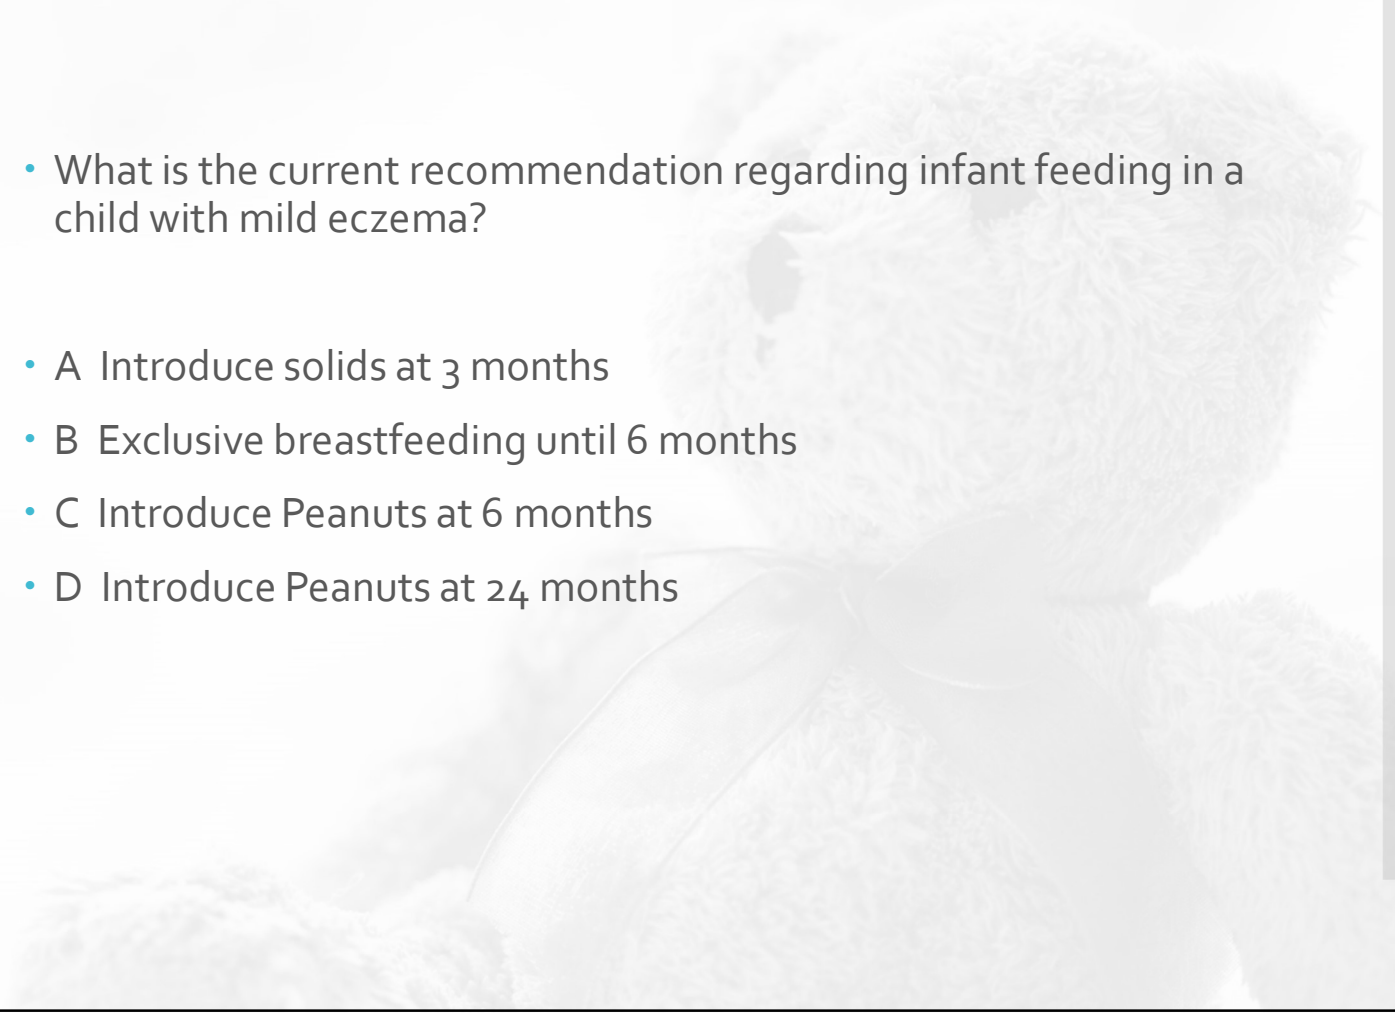 • What is the current recommendation regarding infant feeding in a
child with mild eczema?
• A Introduce solids at 3 months
• B Exclusive breastfeeding until 6 months
• C Introduce Peanuts at 6 months
• D Introduce Peanuts at 24 months